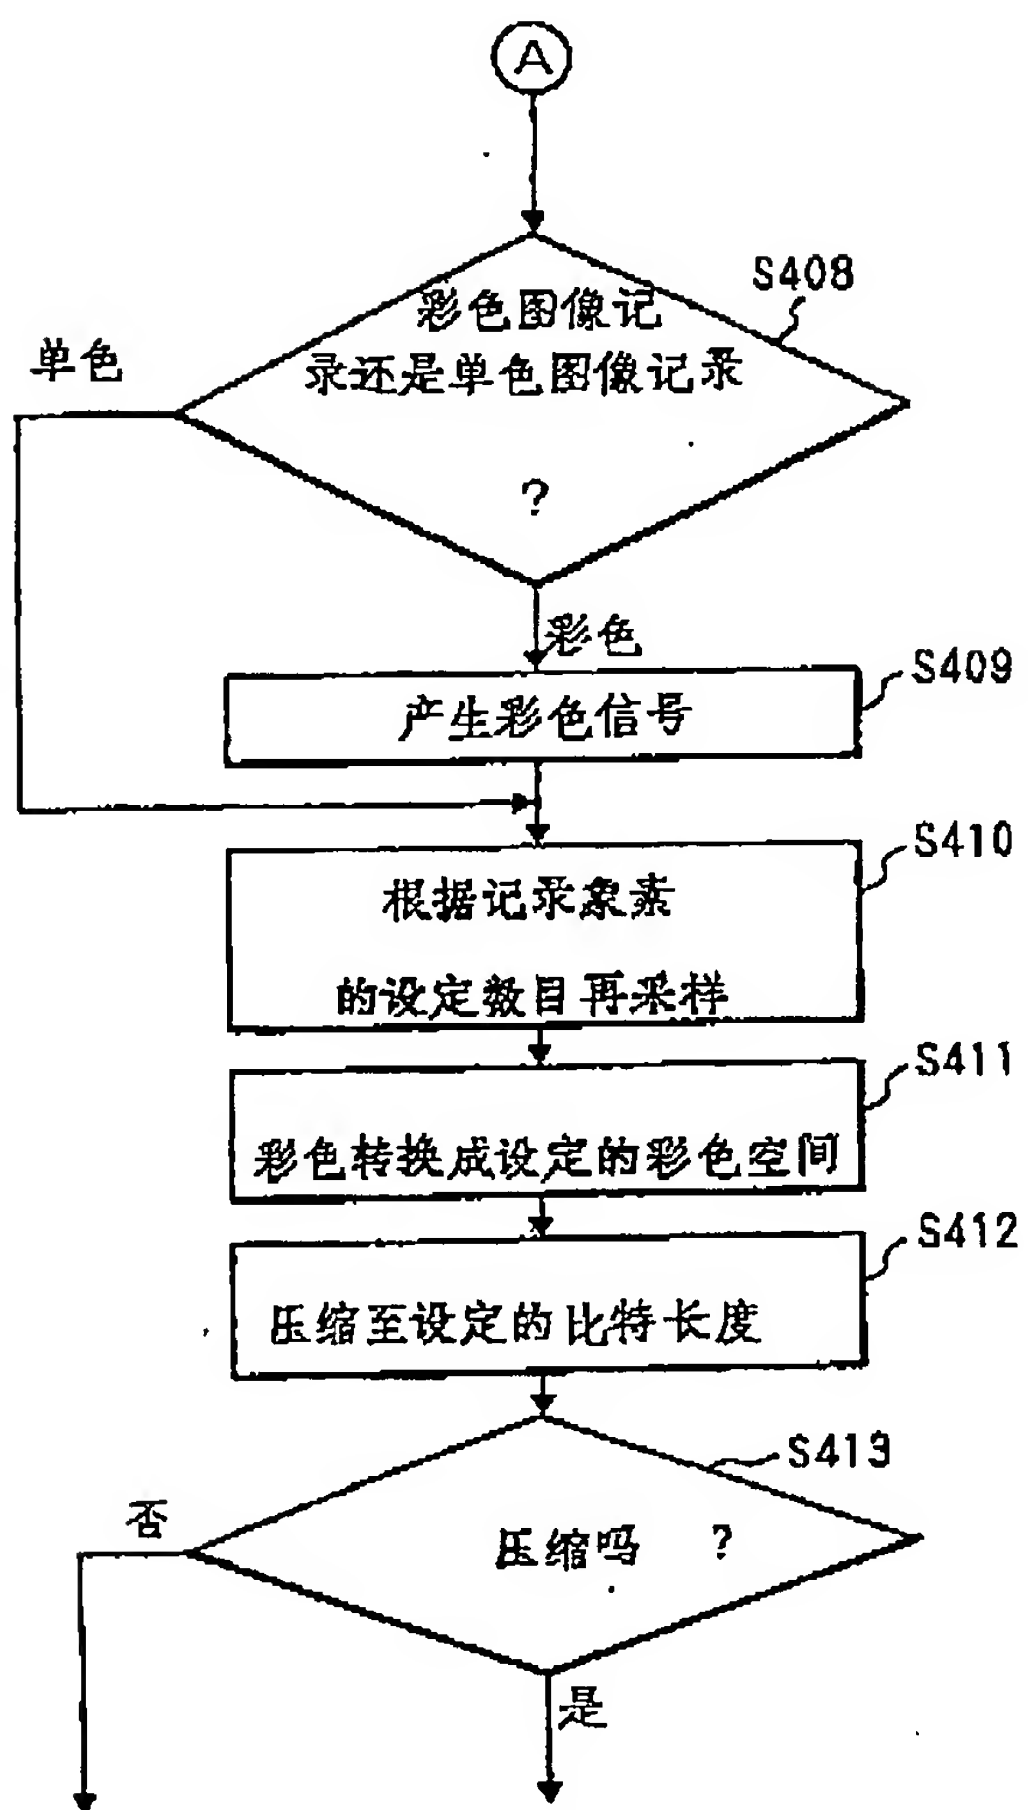 A
S408
彩色图像记
录还是单色图像记录
?
单色
彩色
S409
产生彩色信号
S410
根据记录象素
的设定数目再采样
S411
彩色转换成设定的彩色空间
S412
压缩至设定的比特长度
S413
压缩吗 ?
否
是